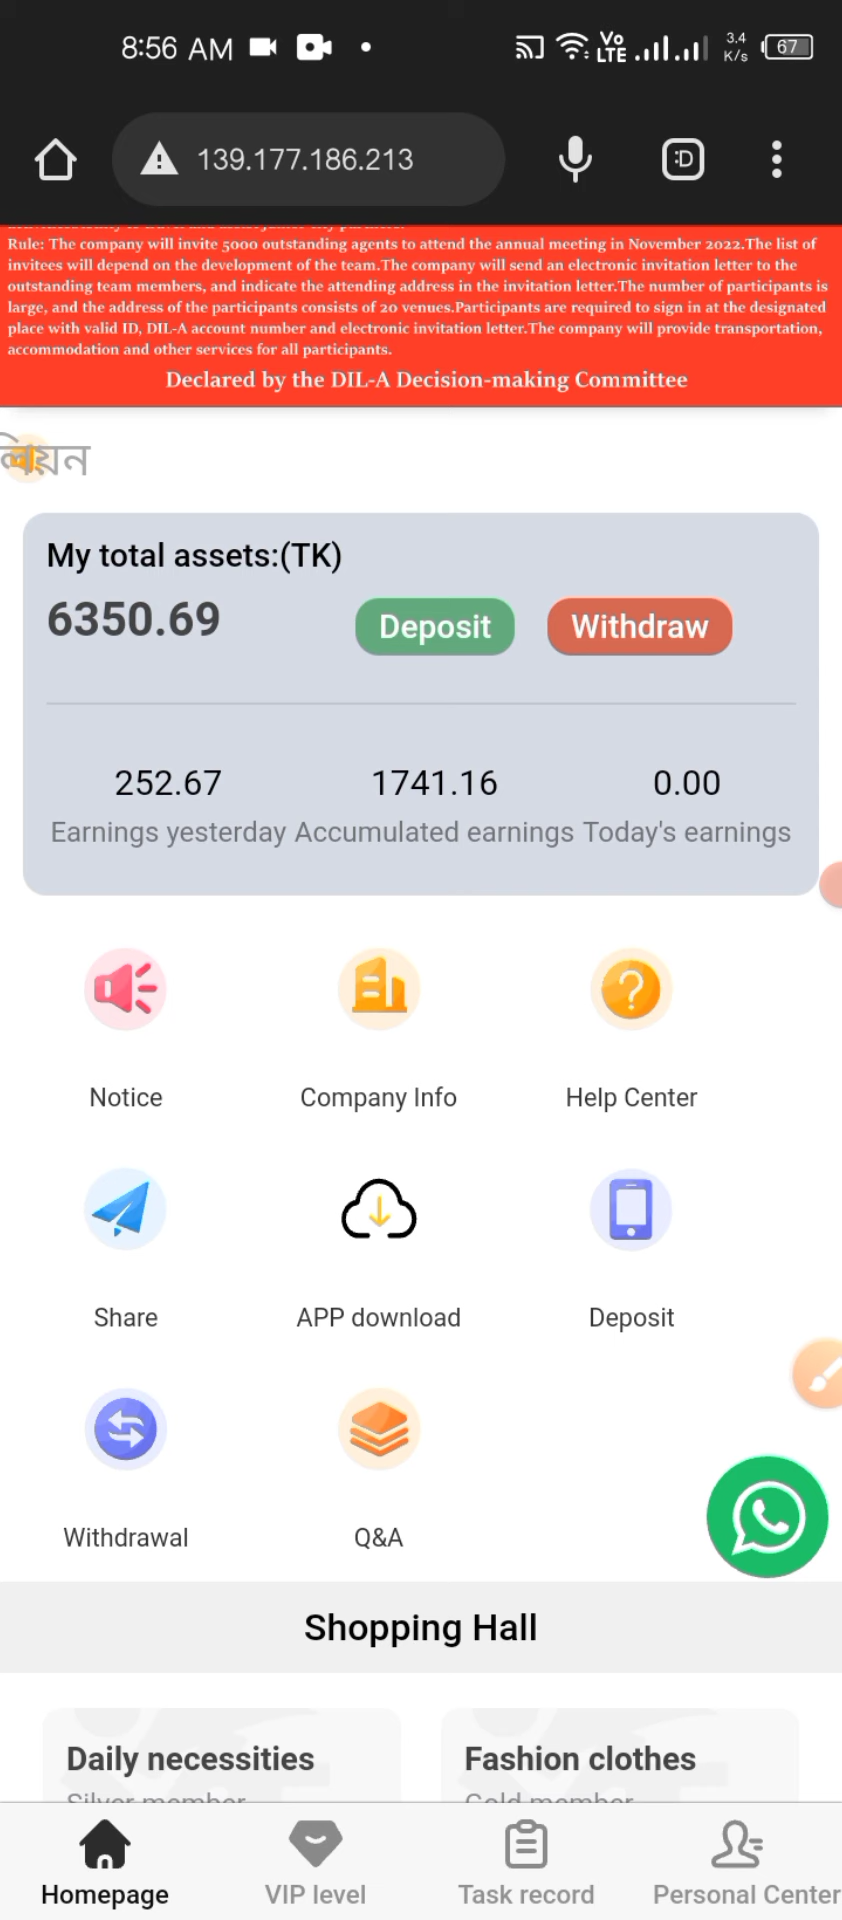 8:56 AM
Vo
LTE
3.4
K/s
67
139.177.186.213
:D
Rule: The company will invite 5000 outstanding agents to attend the annual meeting in November 2022.The list of
invitees will depend on the development of the team.The company will send an electronic invitation letter to the
outstanding team members, and indicate the attending address in the invitation letter.The number of participants is
large, and the address of the participants consists of 20 venues.Participants are required to sign in at the designated
place with valid ID, DIL-A account number and electronic invitation letter.The company will provide transportation,
accommodation and other services for all participants.
Declared by the DIL-A Decision-making Committee
লিয়ন
My total assets:(TK)
6350.69
Deposit
Withdraw
252.67
1741.16
0.00
Earnings yesterday
Accumulated earnings
Today's earnings
Notice
Company Info
Help Center
Share
APP download
Deposit
Withdrawal
Q&A
Shopping Hall
Daily necessities
Fashion clothes
Silver member
Gold member
Homepage
VIP level
Task record
Personal Center